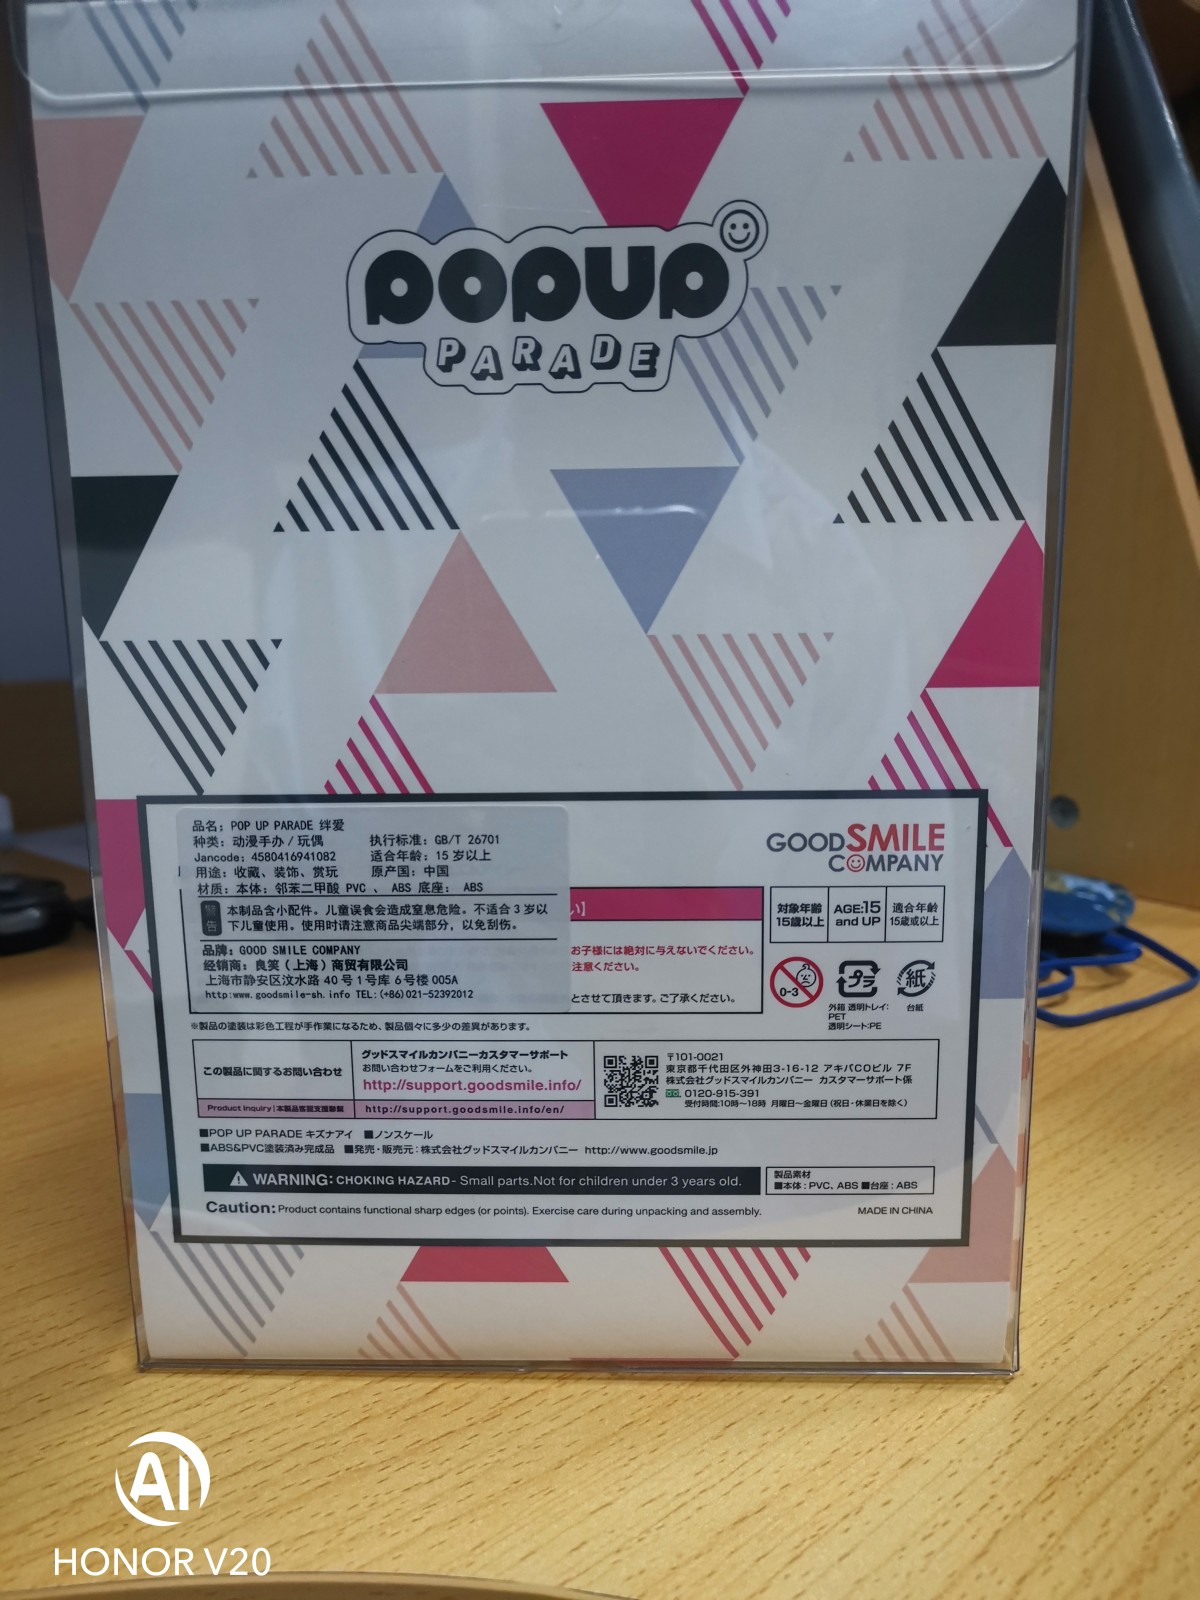 POPUP
PARADE
品名: POP UP PARADE 绊爱
种类: 动漫手办/玩偶 执行标准: GB/T 26701
Jancode: 4580416941082 适合年龄: 15 岁以上
用途: 收藏、装饰、赏玩 原产国: 中国
材质: 本体: 邻苯二甲酸 PVC 、 ABS 底座: ABS
警告
本制品含小配件。儿童误食会造成窒息危险。不适合 3 岁以
下儿童使用。使用时请注意商品尖端部分，以免刮伤。
品牌: GOOD SMILE COMPANY
经销商: 良笑（上海）商贸有限公司
上海市静安区汶水路 40 号 1 号库 6 号楼 005A
http:www.goodsmile-sh.info TEL:(+86)021-52392012
い】
お子様には絶対に与えないでください。
注意ください。
とさせて頂きます。ご了承ください。
GOODSMILE
COMPANY
対象年齢
15歳以上
AGE:15
and UP
適合年齡
15歲或以上
0-3
プラ
紙
外箱 透明トレイ:
PET
透明シート:PE
台紙
※製品の塗装は彩色工程が手作業になるため、製品個々に多少の差異があります。
この製品に関するお問い合わせ
グッドスマイルカンパニーカスタマーサポート
お問い合わせフォームをご利用ください。
http://support.goodsmile.info/
Product Inquiry | 本製品客服支援聯繫
http://support.goodsmile.info/en/
〒101-0021
東京都千代田区外神田3-16-12 アキバCOビル 7F
株式会社グッドスマイルカンパニー カスタマーサポート係
0120-915-391
受付時間:10時～18時 月曜日～金曜日(祝日・休業日を除く)
■POP UP PARADE キズナアイ ■ノンスケール
■ABS&PVC塗装済み完成品 ■発売・販売元:株式会社グッドスマイルカンパニー http://www.goodsmile.jp
WARNING: CHOKING HAZARD- Small parts.Not for children under 3 years old.
製品素材
■本体:PVC、ABS ■台座:ABS
Caution: Product contains functional sharp edges (or points). Exercise care during unpacking and assembly.
MADE IN CHINA
AI
HONOR V20